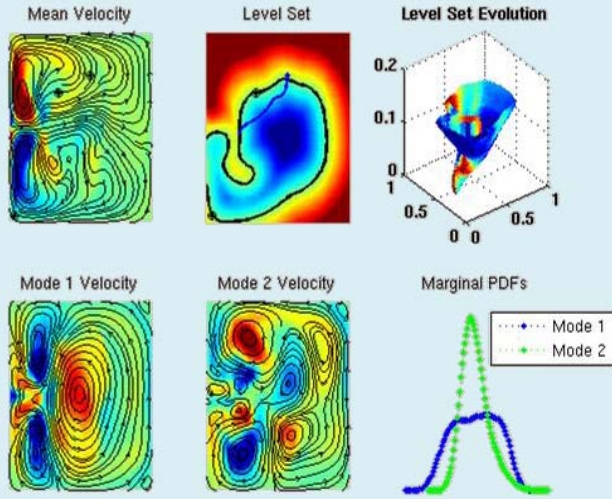 Mean Velocity
Level Set
Level Set Evolution
0.2
0.1
0
1
0.5
0
0
0.5
1
Mode 1 Velocity
Mode 2 Velocity
Marginal PDFs
Mode 1
Mode 2